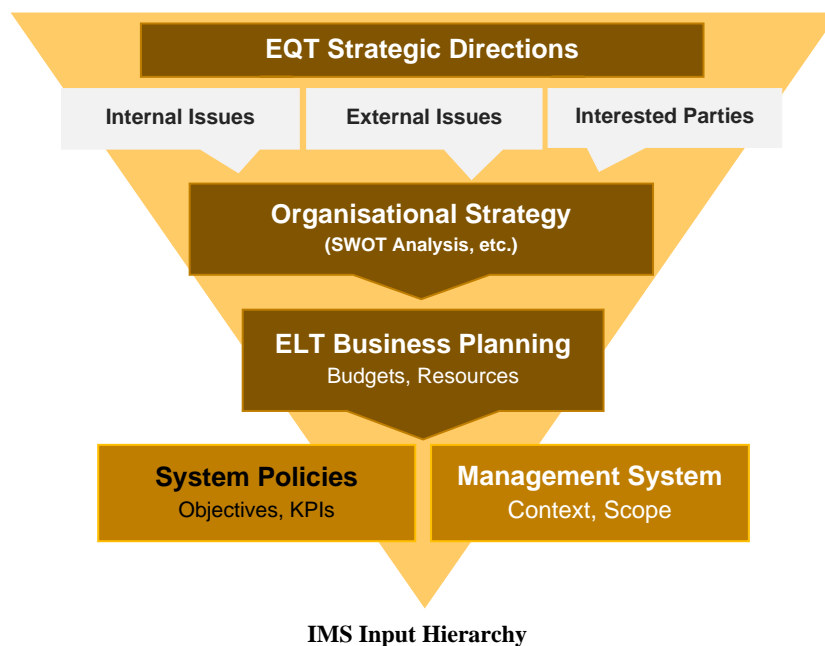 EQT Strategic Directions
Internal Issues
External Issues
Interested Parties
Organisational Strategy
(SWOT Analysis, etc.)
ELT Business Planning
Budgets, Resources
System Policies
Objectives, KPIs
Management System
Context, Scope
IMS Input Hierarchy